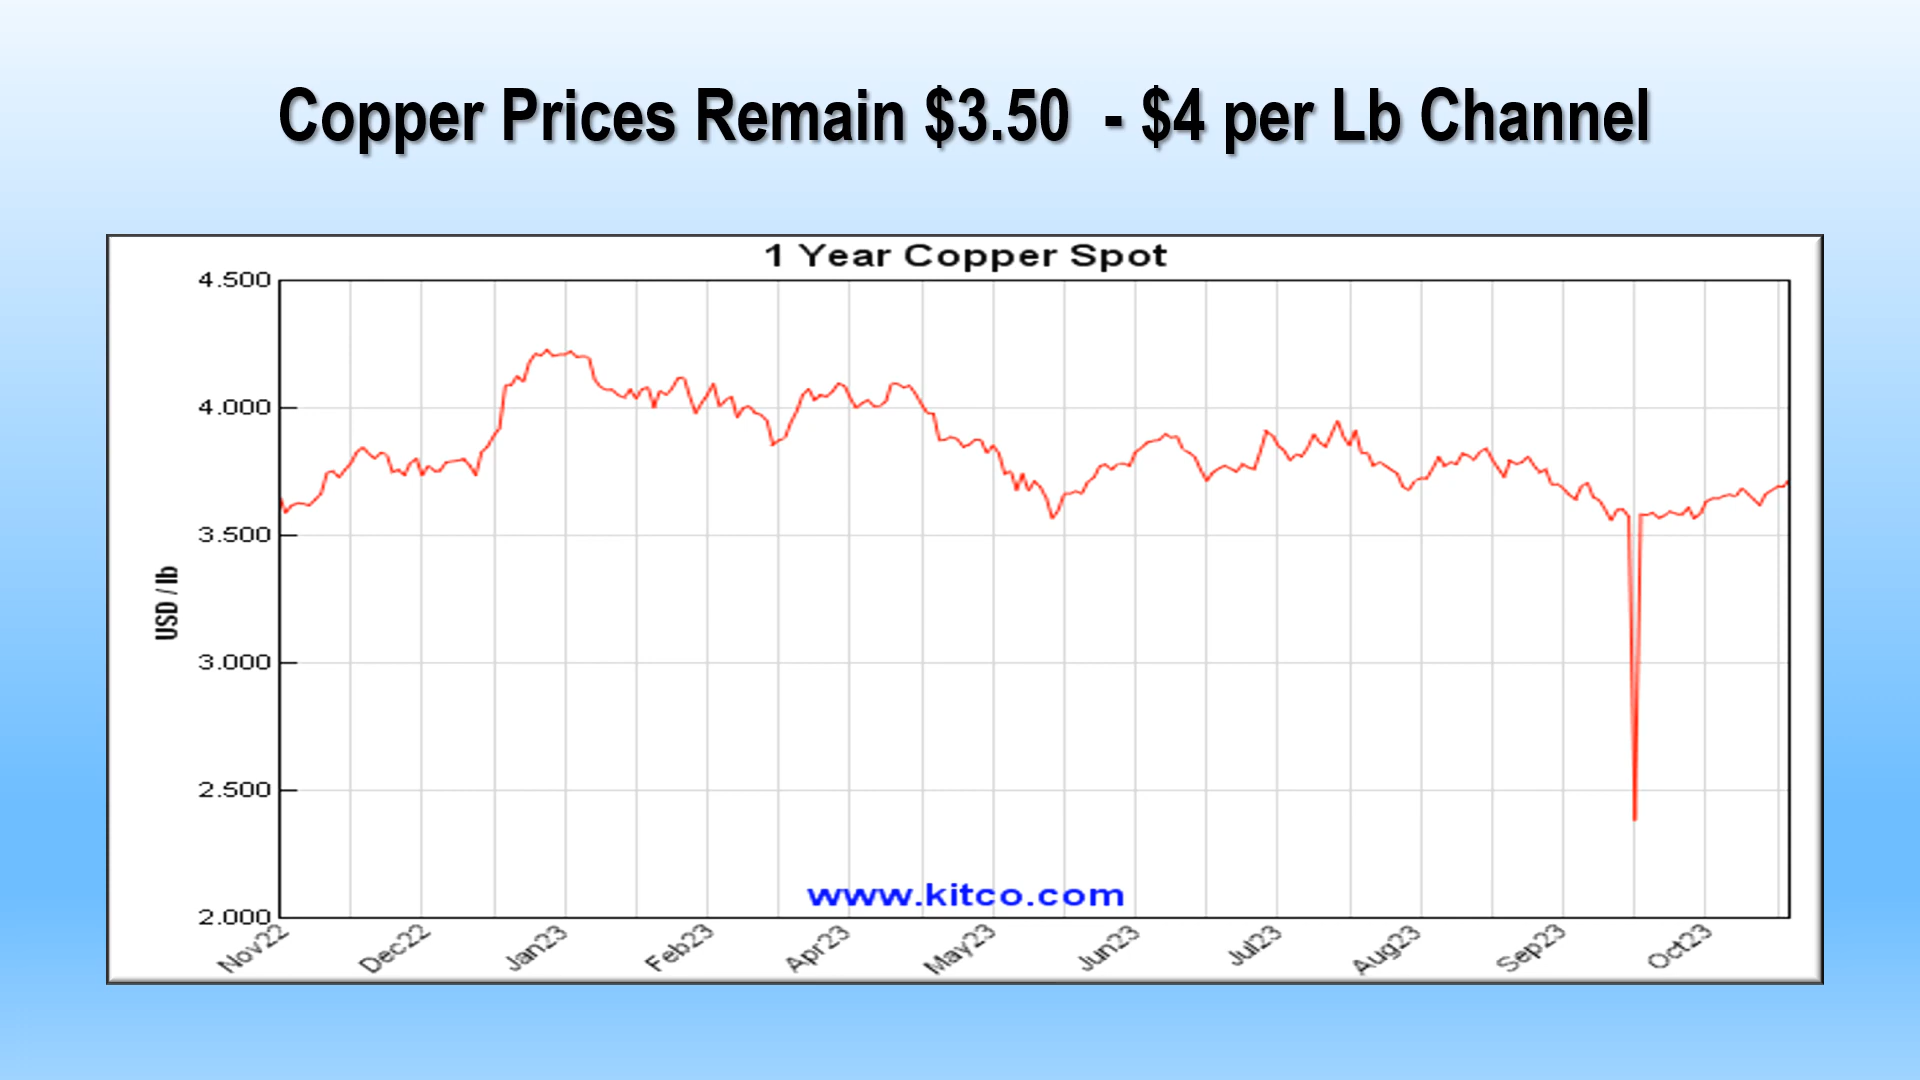 Copper Prices Remain $3.50 - $4 per Lb Channel
1 Year Copper Spot
4.500
4.000
3.500
3.000
2.500
2.000
USD / lb
www.kitco.com
Nov22
Dec22
Jan23
Feb23
Apr23
May23
Jun23
Jul23
Aug23
Sep23
Oct23